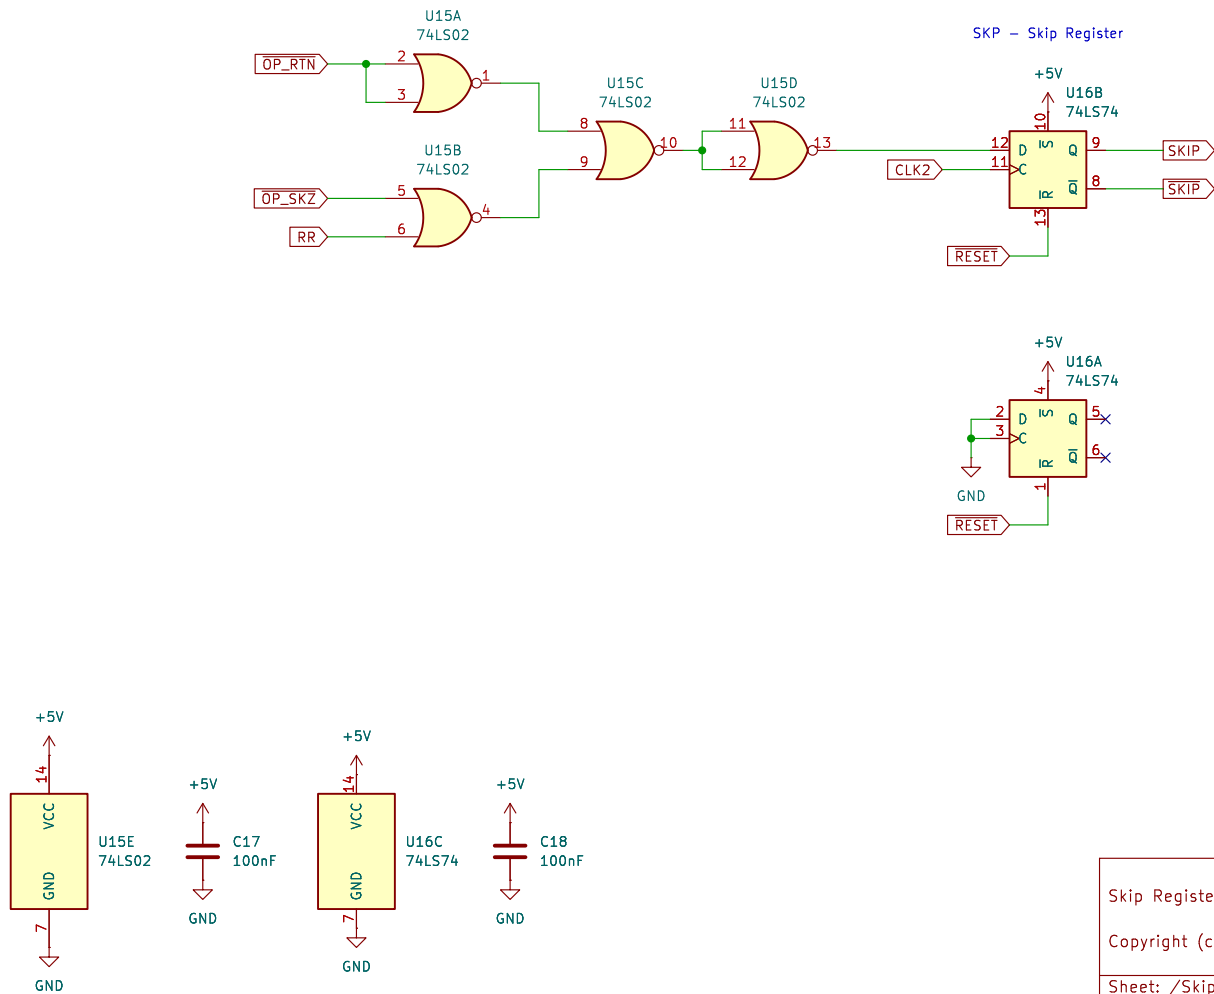 U15A
74LS02
OP_RTN
2
3
1
U15B
74LS02
OP_SKZ
RR
5
6
4
U15C
74LS02
8
9
10
U15D
74LS02
11
12
13
SKP - Skip Register
+5V
U16B
74LS74
10
12 D S Q 9 SKIP
CLK2 11 C
R Q 8 SKIP
13
RESET
+5V
U16A
74LS74
4
2 D S Q 5
3 C
R Q 6
1
GND
RESET
+5V
14
VCC
GND
7
GND
U15E
74LS02
+5V
C17
100nF
GND
+5V
14
VCC
GND
7
GND
U16C
74LS74
+5V
C18
100nF
GND
Skip Registe
Copyright (c
Sheet: /Skip